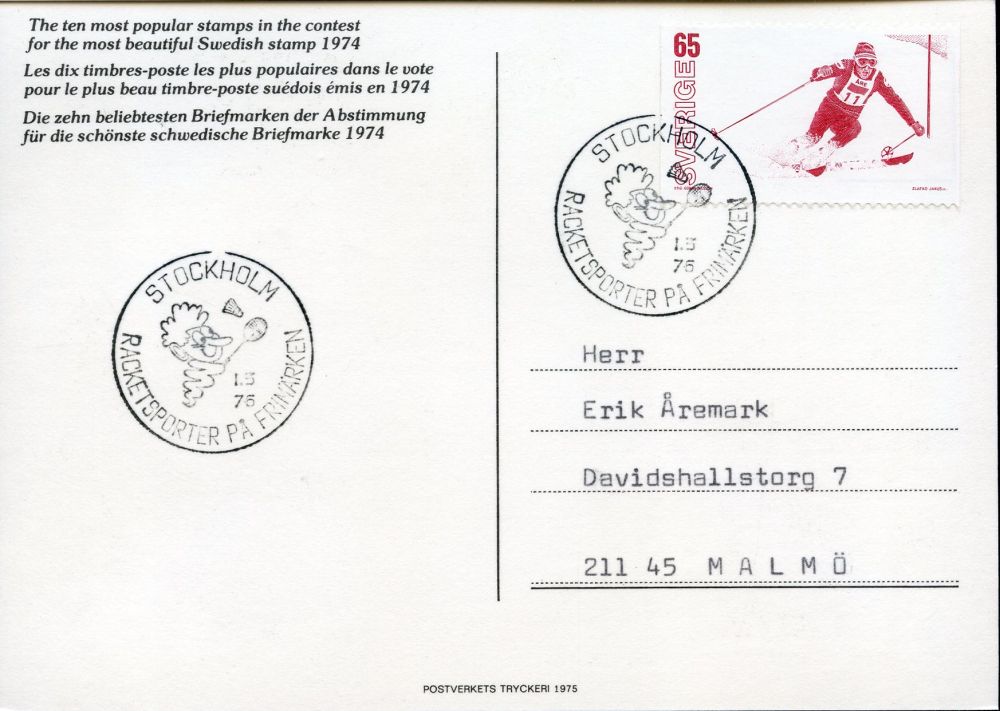 The ten most popular stamps in the contest
for the most beautiful Swedish stamp 1974
Les dix timbres-poste les plus populaires dans le vote
pour le plus beau timbre-poste suédois émis en 1974
Die zehn beliebtesten Briefmarken der Abstimmung
für die schönste schwedische Briefmarke 1974
65
SVERIGE
ÅRE
11
STOCKHOLM
1.5
76
RACKETSPORTER PÅ FRIMÄRKEN
STOCKHOLM
1.5
76
RACKETSPORTER PÅ FRIMÄRKEN
Herr
Erik Åremark
Davidshallstorg 7
211 45 M A L M Ö
POSTVERKETS TRYCKERI 1975